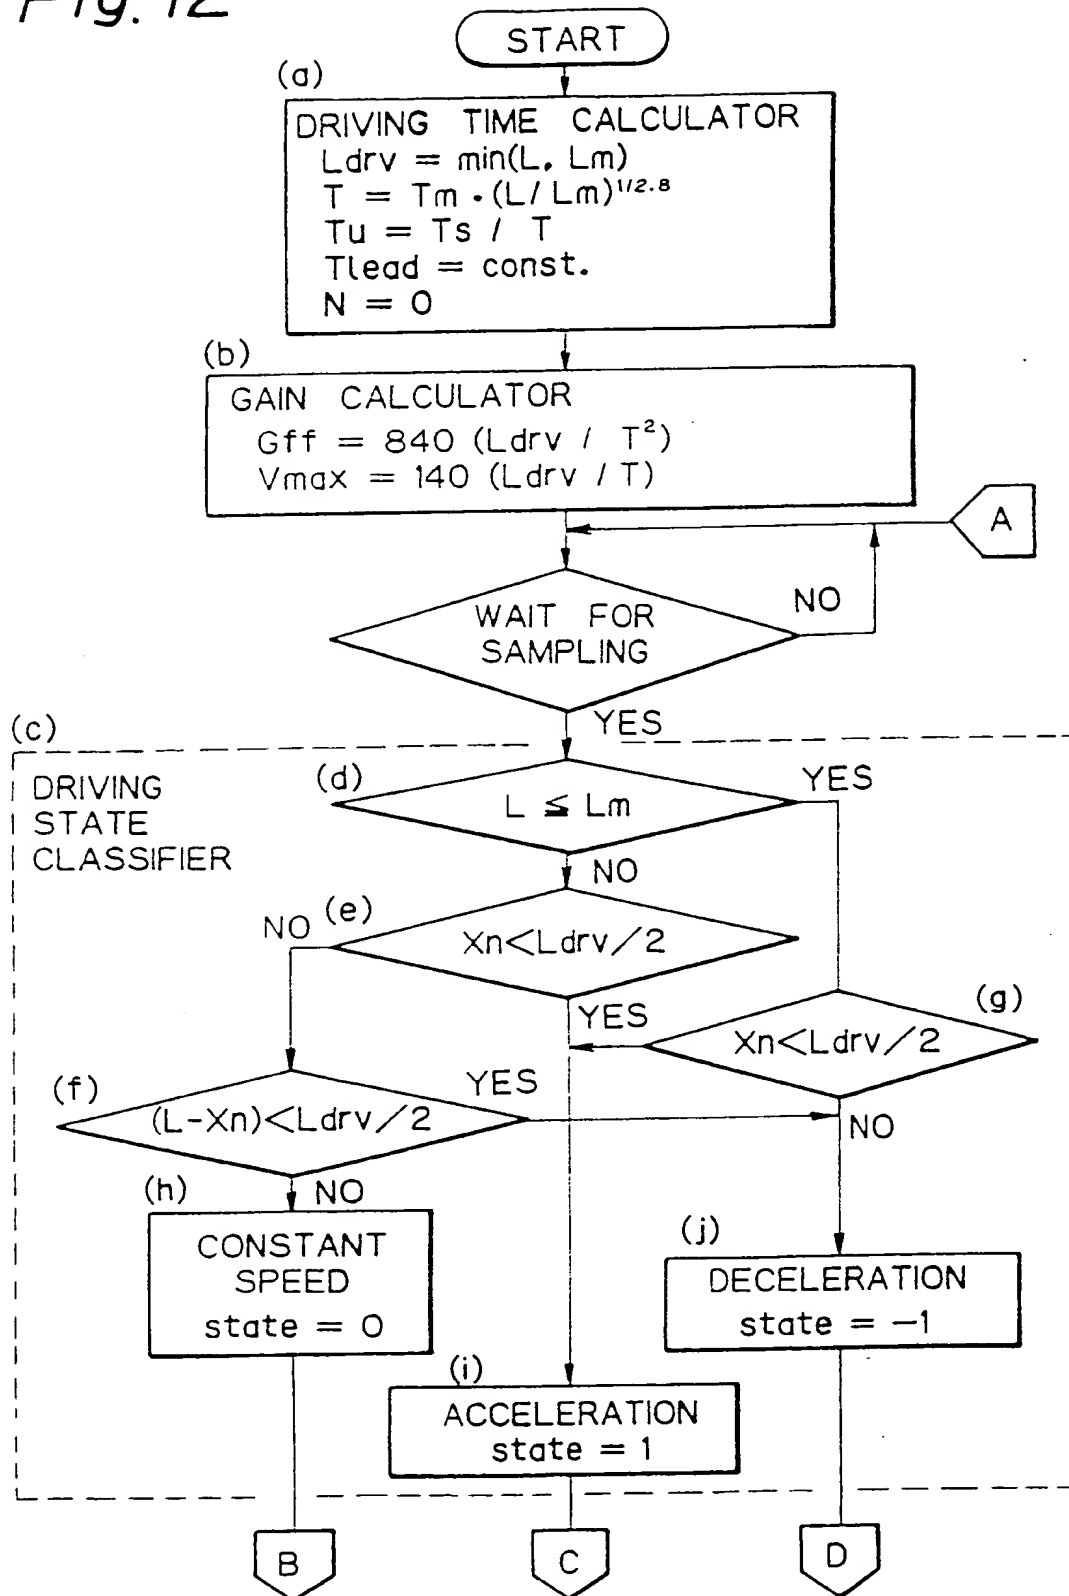 Fig. 12
START
(a)
DRIVING TIME CALCULATOR
Ldrv = min(L, Lm)
T = Tm · (L/Lm)^1/2.8
Tu = Ts / T
Tlead = const.
N = 0
(b)
GAIN CALCULATOR
Gff = 840 (Ldrv / T²)
Vmax = 140 (Ldrv / T)
A
WAIT FOR
SAMPLING
NO
YES
(c)
DRIVING
STATE
CLASSIFIER
(d)
L ≦ Lm
YES
NO
(e)
Xn<Ldrv/2
NO
YES
(g)
Xn<Ldrv/2
(f)
(L-Xn)<Ldrv/2
YES
NO
NO
(h)
CONSTANT
SPEED
state = 0
(j)
DECELERATION
state = -1
(i)
ACCELERATION
state = 1
B
C
D